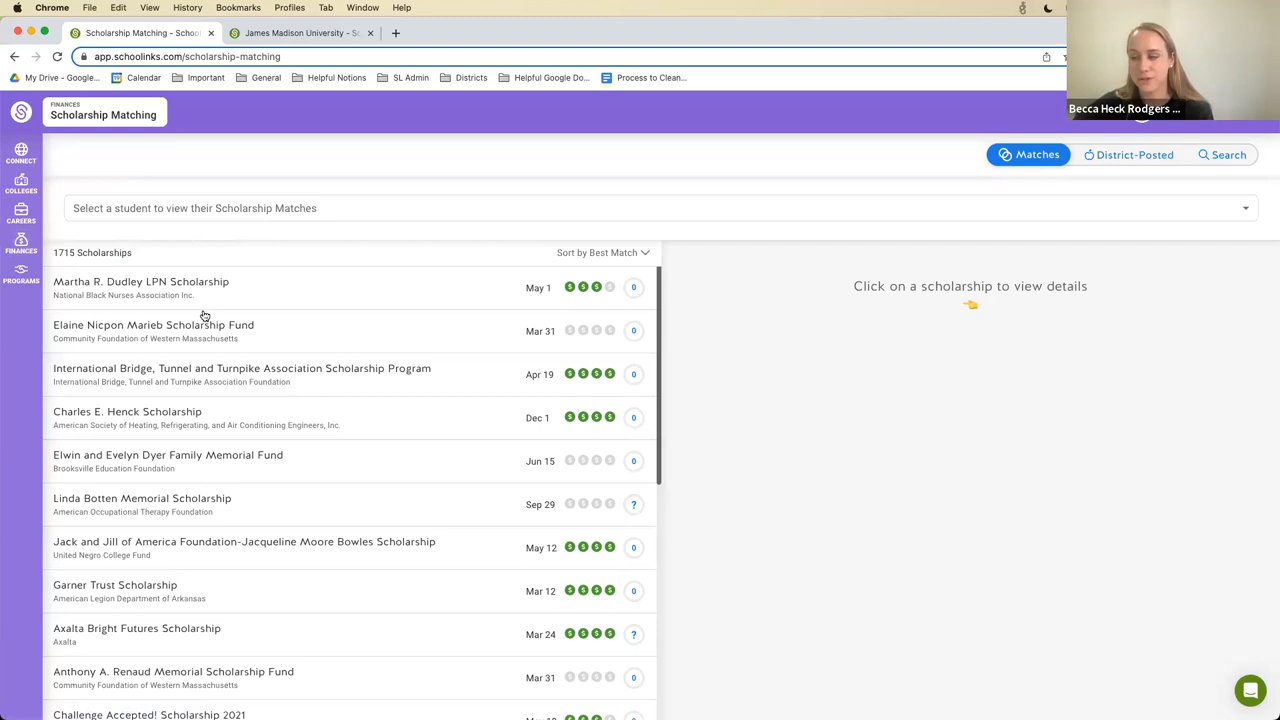 Chrome File Edit View History Bookmarks Profiles Tab Window Help
Scholarship Matching - Schoo
James Madison University - Sc
app.schoolinks.com/scholarship-matching
My Drive - Google... Calendar Important General Helpful Notions SL Admin Districts Helpful Google Do... Process to Clean...
Becca Heck Rodgers ...
FINANCES
Scholarship Matching
CONNECT
COLLEGES
CAREERS
FINANCES
PROGRAMS
Matches District-Posted Search
Select a student to view their Scholarship Matches
1715 Scholarships Sort by Best Match
Martha R. Dudley LPN Scholarship
National Black Nurses Association Inc.
May 1 $ $ $ $ 0
Elaine Nicpon Marieb Scholarship Fund
Community Foundation of Western Massachusetts
Mar 31 $ $ $ $ 0
International Bridge, Tunnel and Turnpike Association Scholarship Program
International Bridge, Tunnel and Turnpike Association Foundation
Apr 19 $ $ $ $ 0
Charles E. Henck Scholarship
American Society of Heating, Refrigerating, and Air Conditioning Engineers, Inc.
Dec 1 $ $ $ $ 0
Elwin and Evelyn Dyer Family Memorial Fund
Brooksville Education Foundation
Jun 15 $ $ $ $ 0
Linda Botten Memorial Scholarship
American Occupational Therapy Foundation
Sep 29 $ $ $ $ ?
Jack and Jill of America Foundation-Jacqueline Moore Bowles Scholarship
United Negro College Fund
May 12 $ $ $ $ 0
Garner Trust Scholarship
American Legion Department of Arkansas
Mar 12 $ $ $ $ 0
Axalta Bright Futures Scholarship
Axalta
Mar 24 $ $ $ $ ?
Anthony A. Renaud Memorial Scholarship Fund
Community Foundation of Western Massachusetts
Mar 31 $ $ $ $ 0
Challenge Accepted! Scholarship 2021
Click on a scholarship to view details